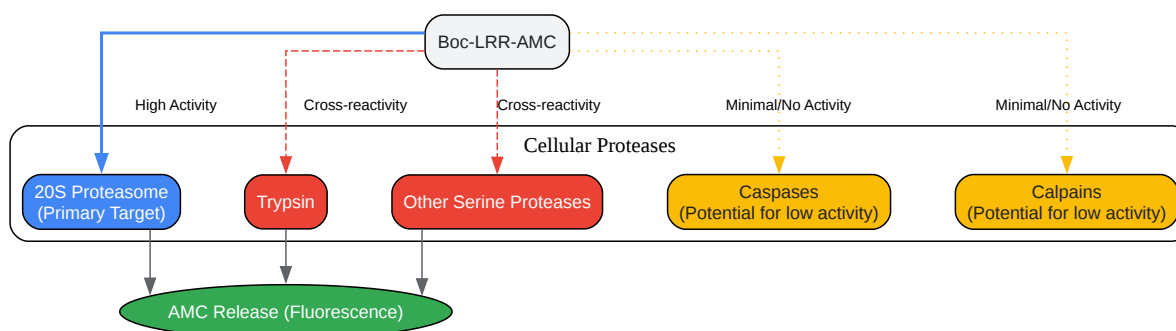 Boc-LRR-AMC
High Activity
Cross-reactivity
Cross-reactivity
Minimal/No Activity
Minimal/No Activity
Cellular Proteases
20S Proteasome
(Primary Target)
Trypsin
Other Serine Proteases
Caspases
(Potential for low activity)
Calpains
(Potential for low activity)
AMC Release (Fluorescence)